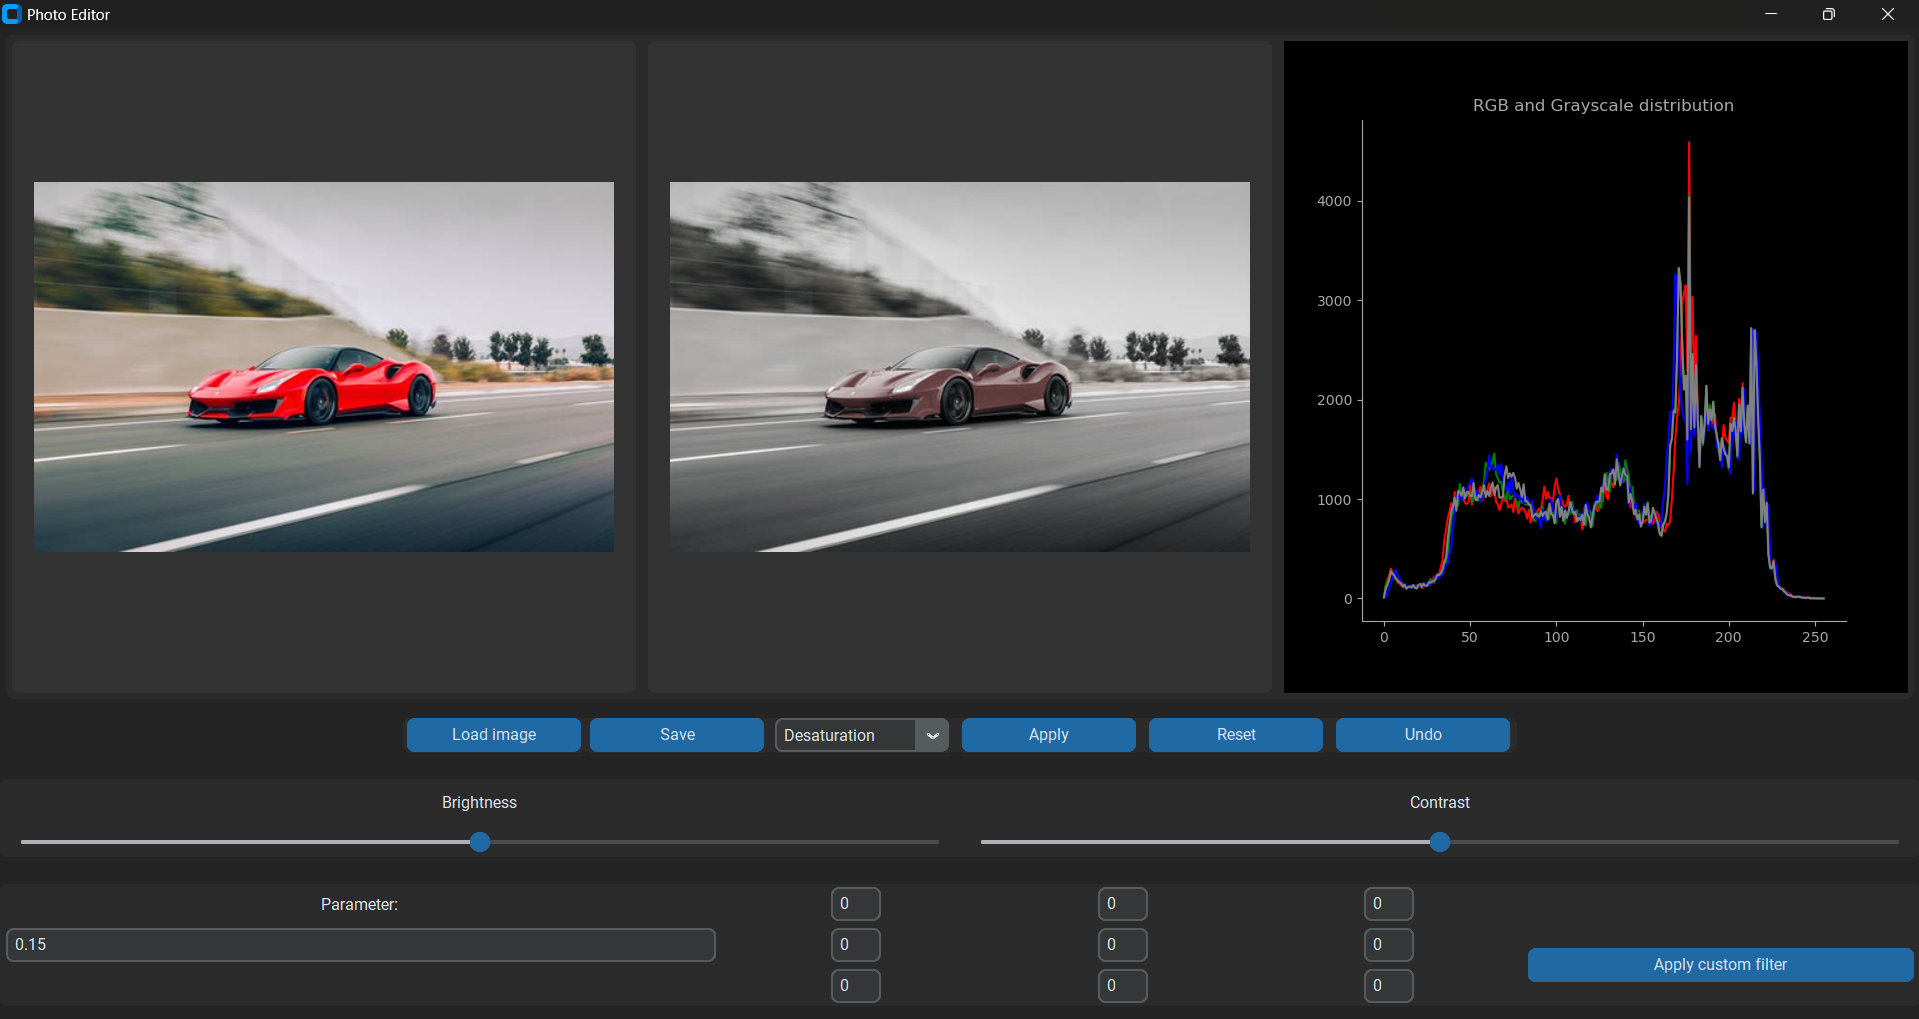 Photo Editor
RGB and Grayscale distribution
4000
3000
2000
1000
0
0 50 100 150 200 250
Load image Save Desaturation Apply Reset Undo
Brightness Contrast
Parameter: 0 0 0
0.15 0 0 0
Apply custom filter
0 0 0